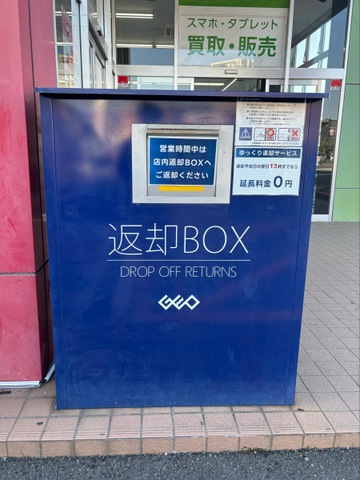 スマホ・タブレット
買取・販売
営業時間中は
店内返却BOXへ
ご返却ください
ゆっくり返却サービス
返却予定日の翌日13時までなら
延長料金0円
返却BOX
DROP OFF RETURNS
GEO